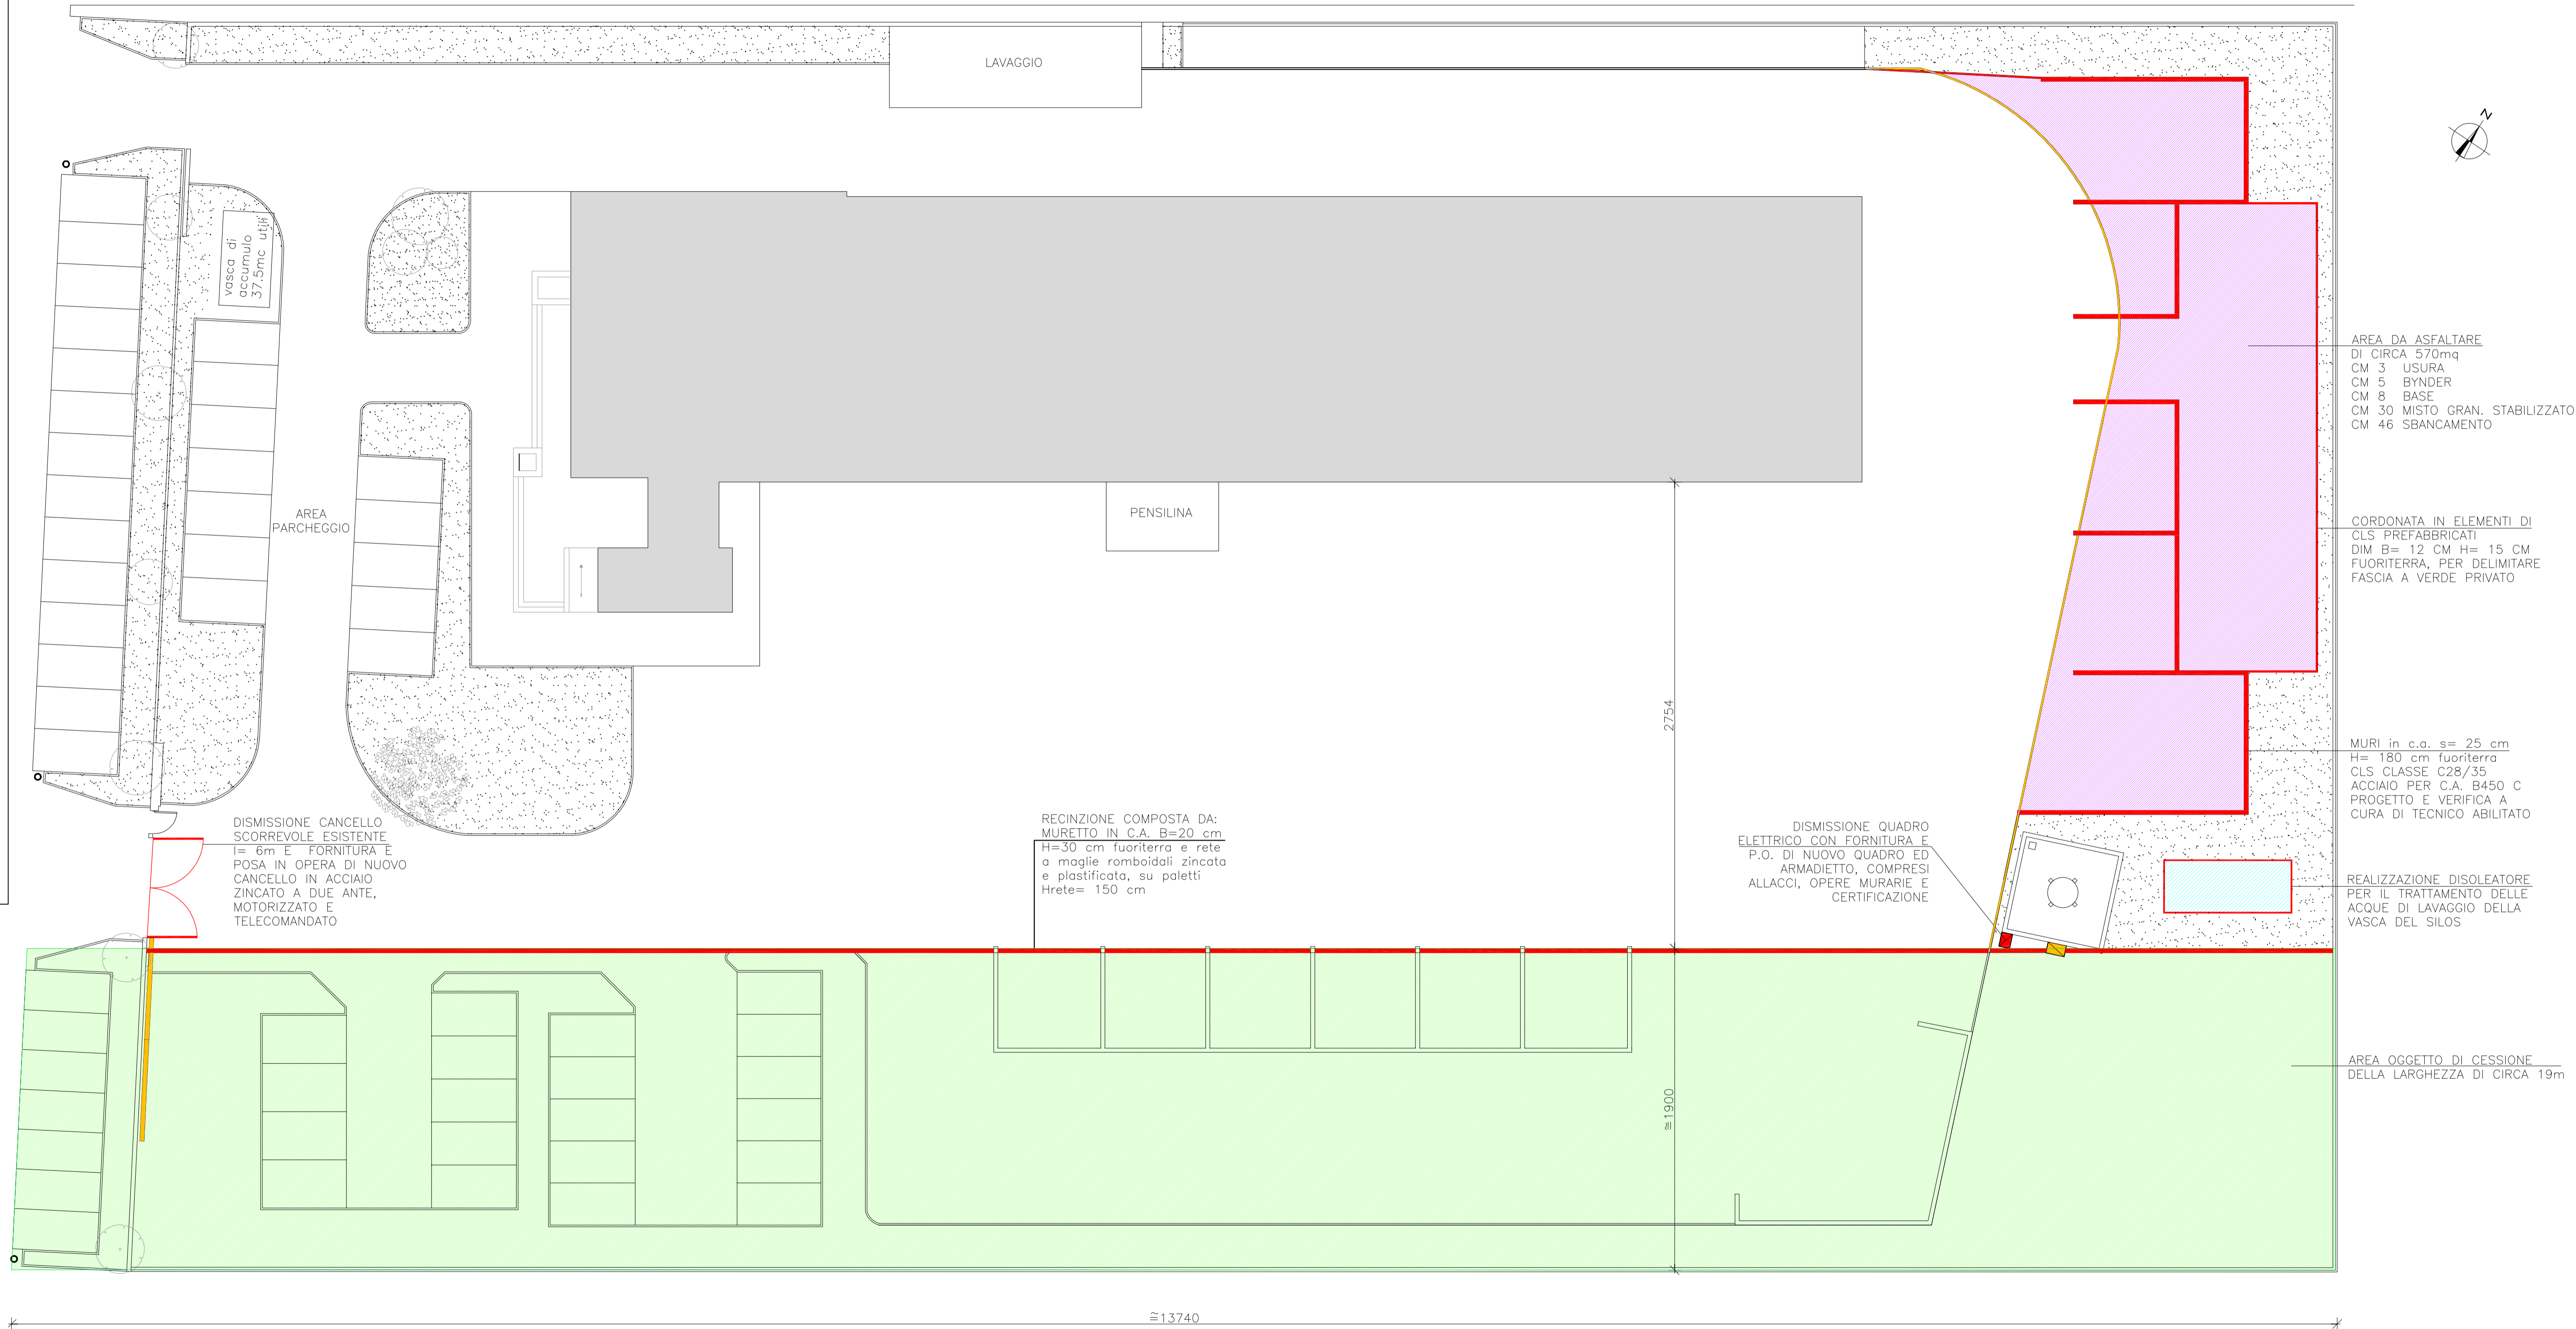 LAVAGGIO
N
vasca di
accumulo
37.5mc utili
AREA DA ASFALTARE
DI CIRCA 570mq
CM 3 USURA
CM 5 BYNDER
CM 8 BASE
CM 30 MISTO GRAN. STABILIZZATO
CM 46 SBANCAMENTO
AREA
PARCHEGGIO
PENSILINA
CORDONATA IN ELEMENTI DI
CLS PREFABBRICATI
DIM B= 12 CM H= 15 CM
FUORITERRA, PER DELIMITARE
FASCIA A VERDE PRIVATO
2754
MURI in c.a. s= 25 cm
H= 180 cm fuoriterra
CLS CLASSE C28/35
ACCIAIO PER C.A. B450 C
PROGETTO E VERIFICA A
CURA DI TECNICO ABILITATO
DISMISSIONE CANCELLO
SCORREVOLE ESISTENTE
l= 6m E FORNITURA E
POSA IN OPERA DI NUOVO
CANCELLO IN ACCIAIO
ZINCATO A DUE ANTE,
MOTORIZZATO E
TELECOMANDATO
RECINZIONE COMPOSTA DA:
MURETTO IN C.A. B=20 cm
H=30 cm fuoriterra e rete
a maglie romboidali zincata
e plastificata, su paletti
Hrete= 150 cm
DISMISSIONE QUADRO
ELETTRICO CON FORNITURA E
P.O. DI NUOVO QUADRO ED
ARMADIETTO, COMPRESI
ALLACCI, OPERE MURARIE E
CERTIFICAZIONE
REALIZZAZIONE DISOLEATORE
PER IL TRATTAMENTO DELLE
ACQUE DI LAVAGGIO DELLA
VASCA DEL SILOS
AREA OGGETTO DI CESSIONE
DELLA LARGHEZZA DI CIRCA 19m
≅1900
≅13740